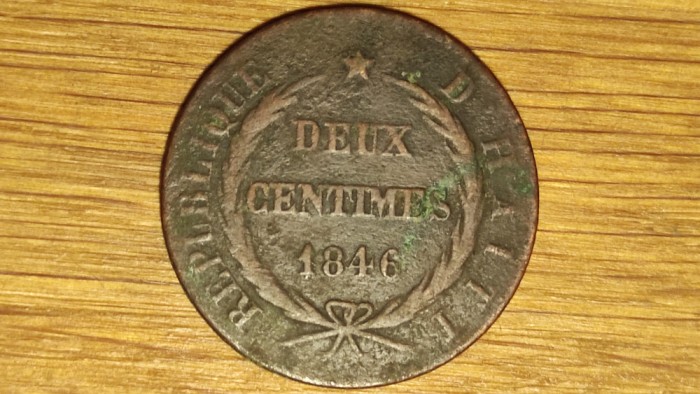 REPUBLIQUE D HAITI
DEUX
CENTIMES
1846